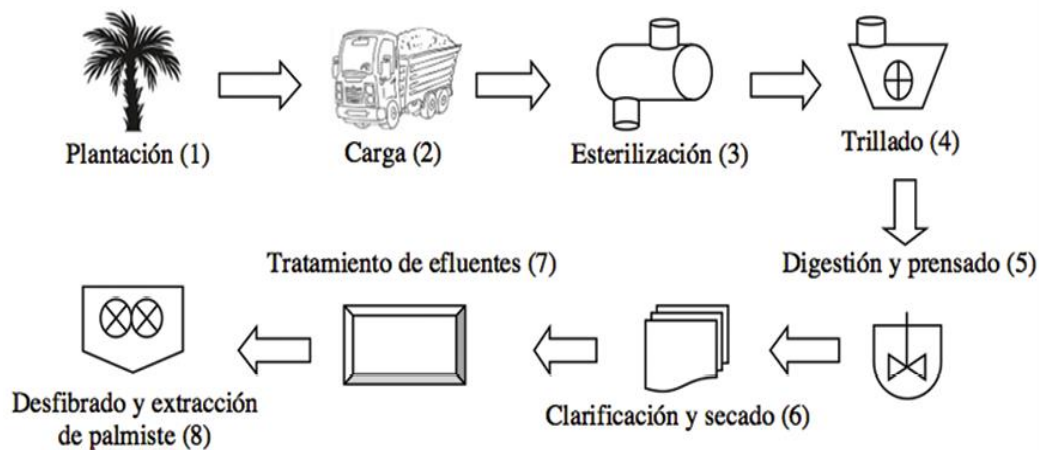 Plantación (1)
Carga (2)
Esterilización (3)
Trillado (4)
Digestión y prensado (5)
Clarificación y secado (6)
Tratamiento de efluentes (7)
Desfibrado y extracción
de palmiste (8)